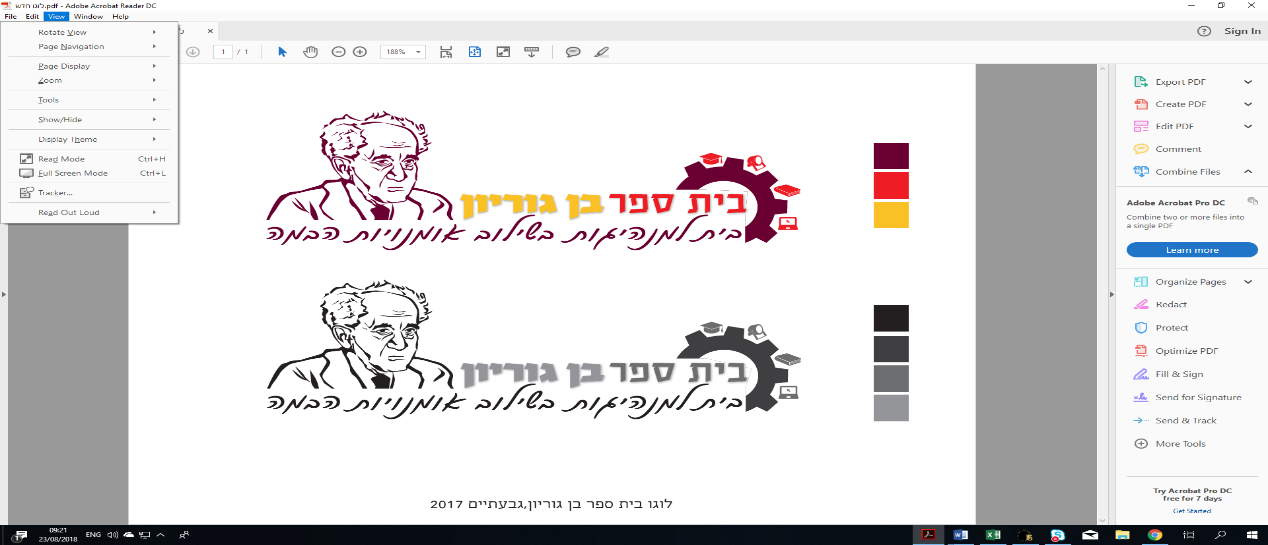 לוגו חדש.pdf - Adobe Acrobat Reader DC
File Edit View Window Help
Sign In
1 / 1
188%
Rotate View
Page Navigation
Page Display
Zoom
Tools
Show/Hide
Display Theme
Read Mode Ctrl+H
Full Screen Mode Ctrl+L
Tracker...
Read Out Loud
בית ספר בן גוריון
בית למנהיגות בשילוב אומנויות הבמה
בית ספר בן גוריון
בית למנהיגות בשילוב אומנויות הבמה
לוגו בית ספר בן גוריון,גבעתיים 2017
Export PDF
Create PDF
Edit PDF
Comment
Combine Files
Adobe Acrobat Pro DC
Combine two or more files into
a single PDF
Learn more
Organize Pages
Redact
Protect
Optimize PDF
Fill & Sign
Send for Signature
Send & Track
More Tools
Try Acrobat Pro DC
free for 7 days
Get Started
09:21
23/08/2018
ENG